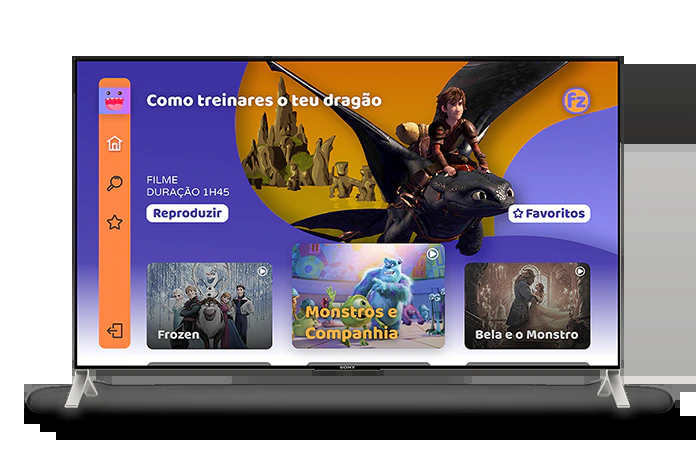 Como treinares o teu dragão
fz
FILME
DURAÇÃO 1H45
Reproduzir
Favoritos
Frozen
Monstros e
Companhia
Bela e o Monstro
SONY